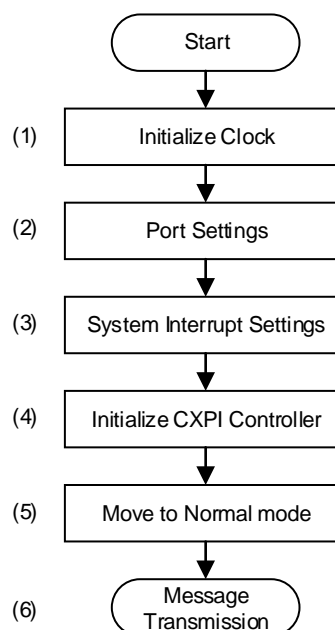 Start
(1) Initialize Clock
(2) Port Settings
(3) System Interrupt Settings
(4) Initialize CXPI Controller
(5) Move to Normal mode
(6) Message
Transmission